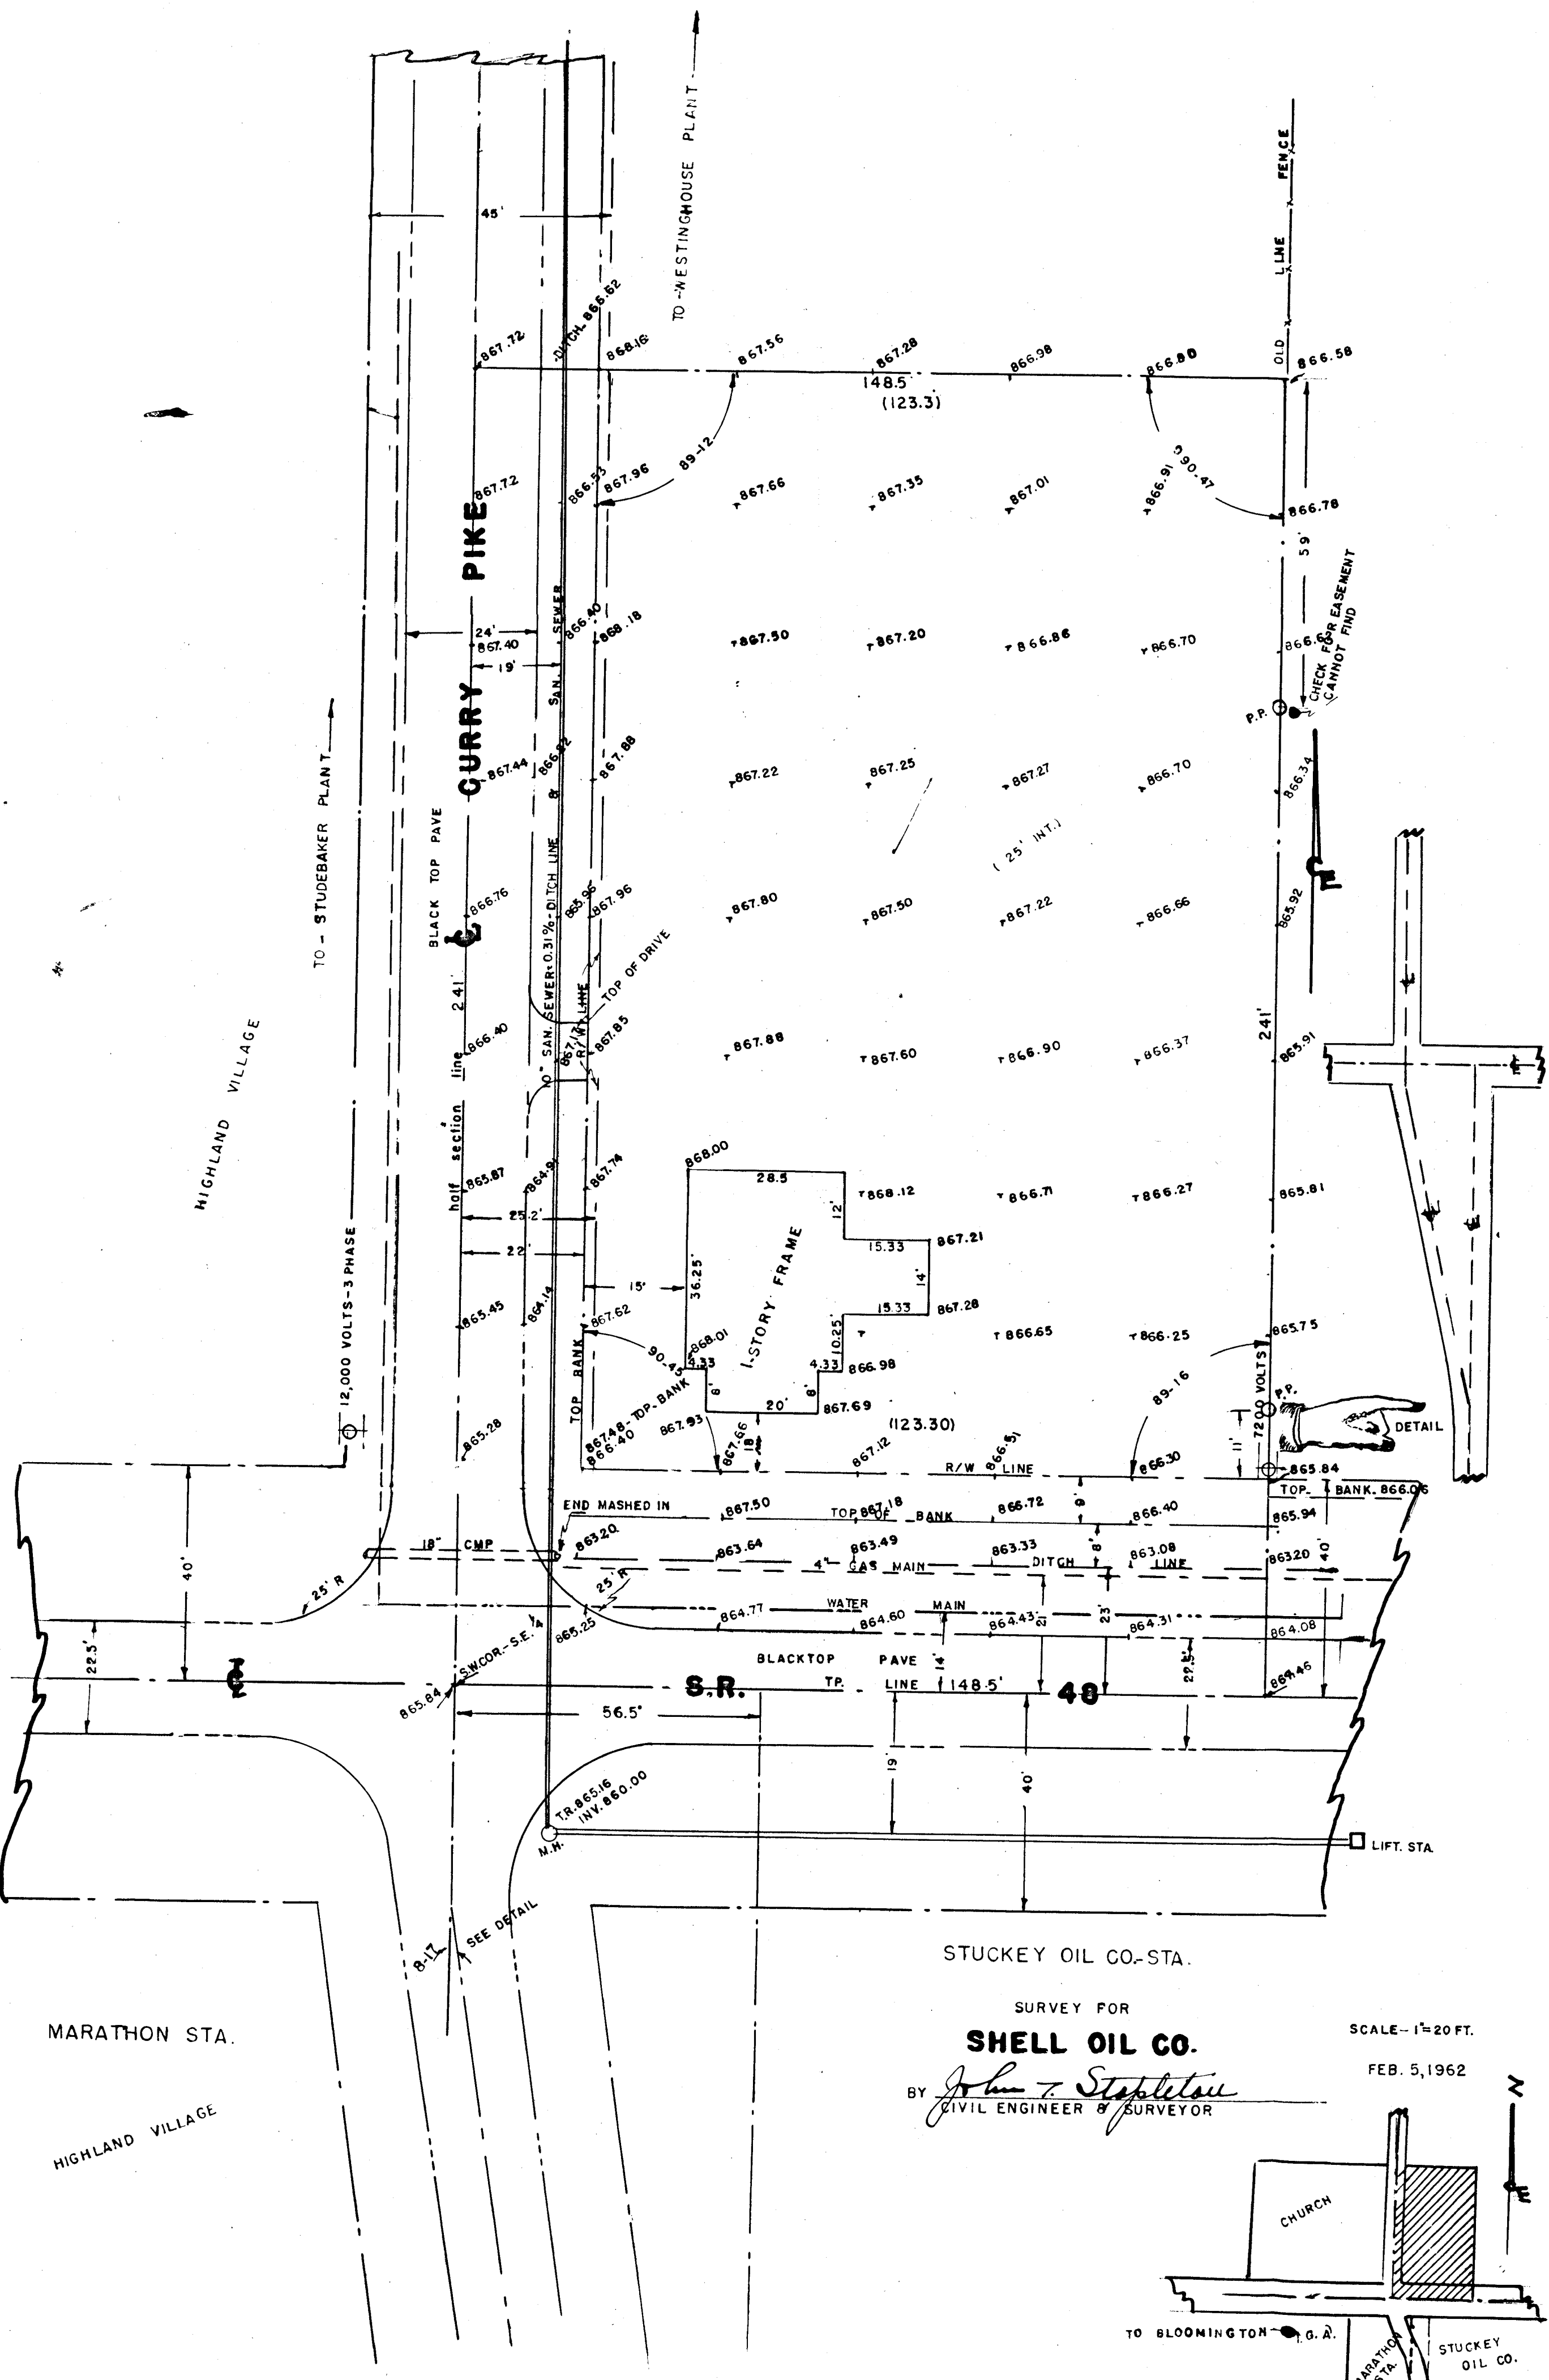 TO - WESTINGHOUSE PLANT
OLD LINE FENCE
45'
DITCH - 866.62
867.72
868.16
867.56
867.28
866.98
866.80
866.58
148.5'
(123.3)
89-12
90-47
867.72
866.53
867.96
867.66
867.35
867.01
866.91
866.78
59'
CURRY PIKE
SAN. SEWER
24'
867.40
19'
866.40
868.18
867.50
867.20
866.86
866.70
CHECK FOR EASEMENT
CANNOT FIND
P.P.
TO - STUDEBAKER PLANT
867.44
867.88
867.22
867.25
867.27
866.70
866.34
(25' INT.)
BLACK TOP PAVE
866.76
865.96
867.96
867.80
867.50
867.22
866.66
865.92
241'
10" SAN. SEWER = 0.31% - DITCH LINE &
R/W LINE
TOP OF DRIVE
HIGHLAND VILLAGE
866.40
867.17
867.85
867.88
867.60
866.90
866.37
865.91
241'
half section line
865.87
867.74
868.00
28.5
868.12
866.71
866.27
865.81
25.2'
22'
12'
15.33
867.21
12,000 VOLTS - 3 PHASE
15'
36.25'
1-STORY FRAME
14'
865.45
864.14
867.62
15.33
867.28
10.25'
866.65
866.25
865.75
TOP BANK
868.01
4.33
4.33
866.98
8'
8'
20'
867.69
89-16
7200 VOLTS
P.P.
DETAIL
865.28
867.48 - TOP - BANK
866.40
867.93
867.66
18'
(123.30)
867.12
866.51
866.30
11'
R/W LINE
865.84
TOP BANK. 866.06
END MASHED IN
867.50
TOP OF BANK
867.18
866.72
9'
866.40
865.94
18" CMP
863.20
863.64
863.49
863.33
8'
863.08
863.20
40'
4" GAS MAIN
DITCH LINE
40'
25' R
25' R
WATER MAIN
865.25
864.77
864.60
864.43
23'
864.31
864.08
22.5'
S.W. COR. - S.E. 1/4
BLACKTOP PAVE
14'
22.5'
865.84
S.R. 48
T.P. LINE 148.5'
864.46
56.5'
19'
40'
T.R. 865.16
INV. 860.00
M.H.
LIFT. STA.
8-17
SEE DETAIL
STUCKEY OIL CO.-STA.
MARATHON STA.
SURVEY FOR
SHELL OIL CO.
BY John T. Stapleton
CIVIL ENGINEER & SURVEYOR
SCALE - 1"=20 FT.
FEB. 5, 1962
HIGHLAND VILLAGE
N
CHURCH
TO BLOOMINGTON
I.G.A.
MARATHON
STA.
STUCKEY
OIL CO.